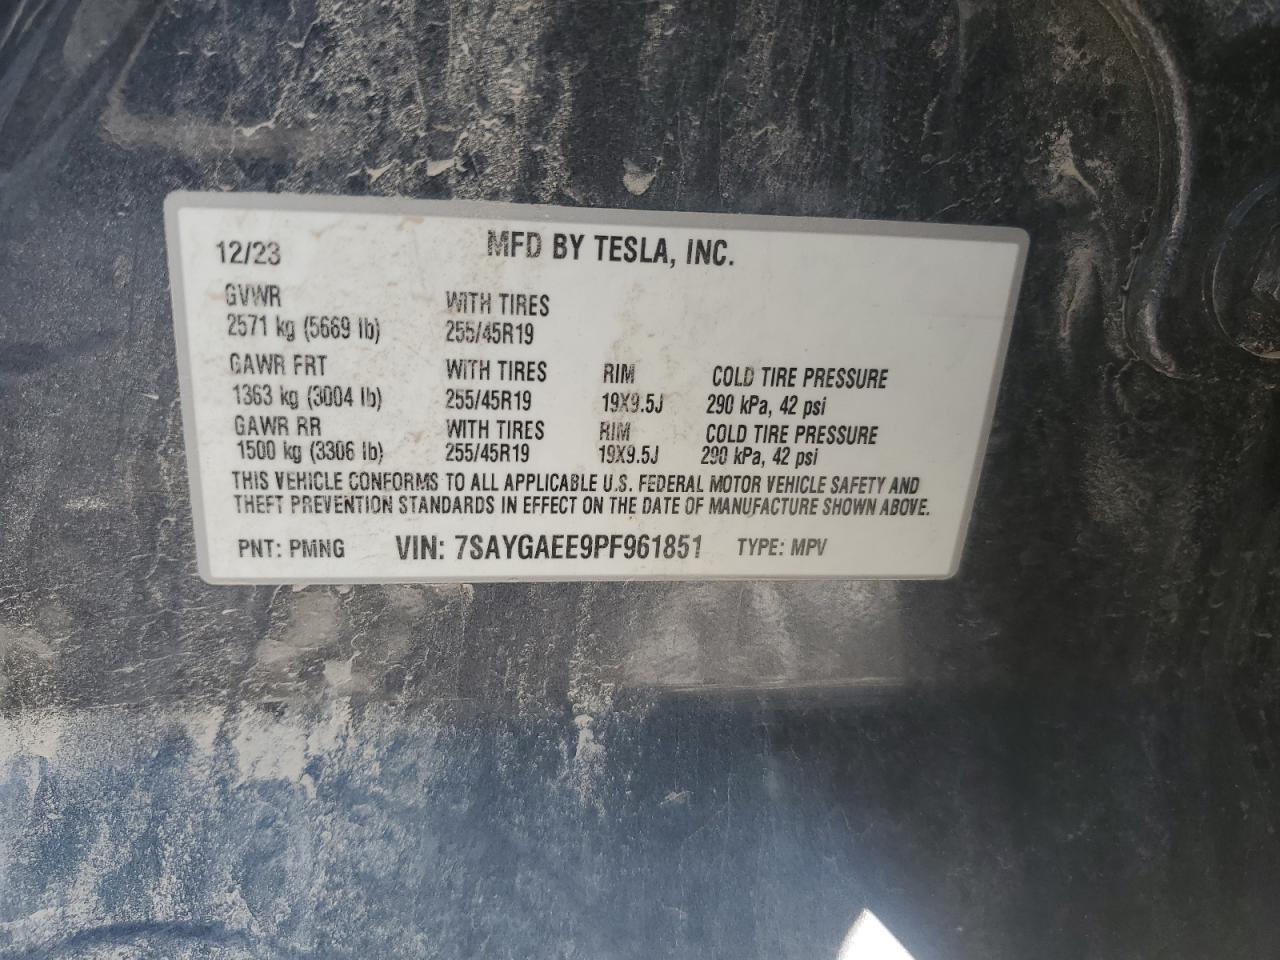 12/23 MFD BY TESLA, INC.
GVWR WITH TIRES
2571 kg (5669 lb) 255/45R19
GAWR FRT WITH TIRES RIM COLD TIRE PRESSURE
1363 kg (3004 lb) 255/45R19 19X9.5J 290 kPa, 42 psi
GAWR RR WITH TIRES RIM COLD TIRE PRESSURE
1500 kg (3306 lb) 255/45R19 19X9.5J 290 kPa, 42 psi
THIS VEHICLE CONFORMS TO ALL APPLICABLE U.S. FEDERAL MOTOR VEHICLE SAFETY AND
THEFT PREVENTION STANDARDS IN EFFECT ON THE DATE OF MANUFACTURE SHOWN ABOVE.
PNT: PMNG VIN: 7SAYGAEE9PF961851 TYPE: MPV